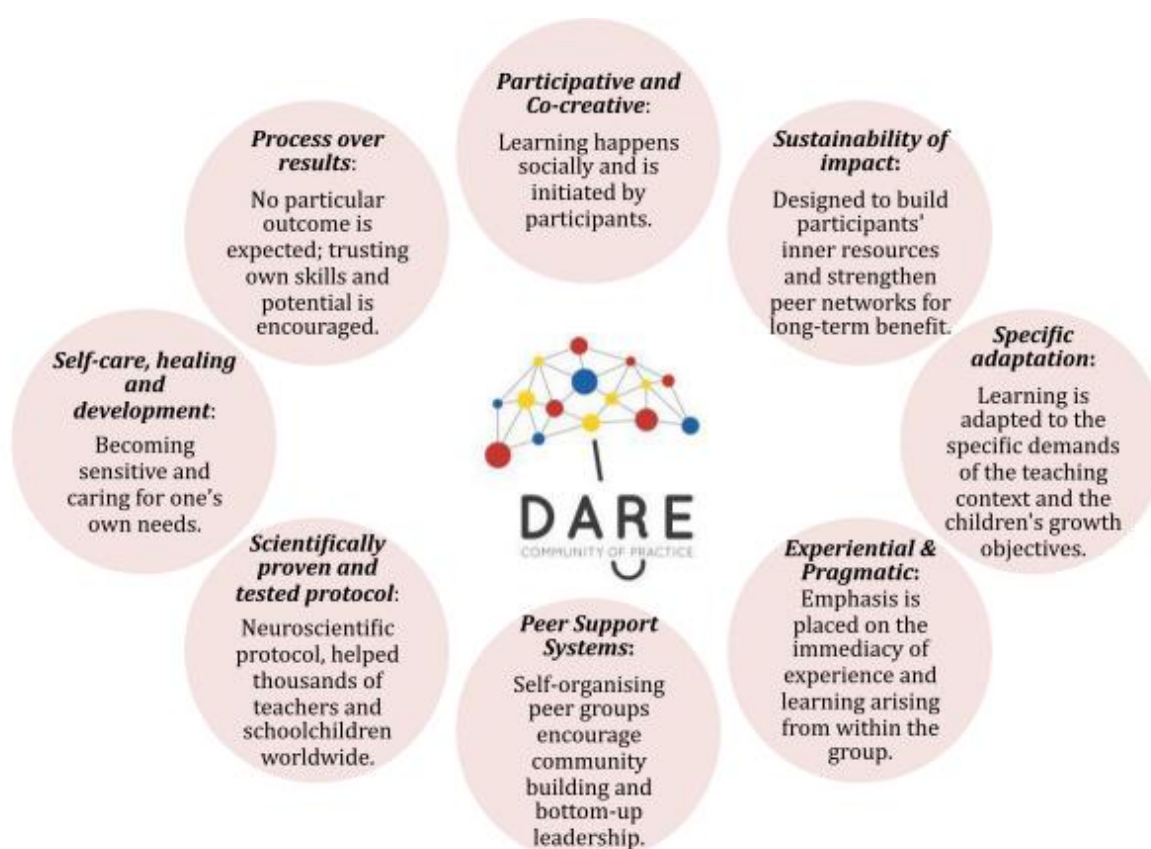 Participative and
Co-creative:
Learning happens
socially and is
initiated by
participants.
Sustainability of
impact:
Designed to build
participants'
inner resources
and strengthen
peer networks for
long-term benefit.
Specific
adaptation:
Learning is
adapted to the
specific demands
of the teaching
context and the
children's growth
objectives.
Experiential &
Pragmatic:
Emphasis is
placed on the
immediacy of
experience and
learning arising
from within the
group.
Peer Support
Systems:
Self-organising
peer groups
encourage
community
building and
bottom-up
leadership.
Scientifically
proven and
tested protocol:
Neuroscientific
protocol, helped
thousands of
teachers and
schoolchildren
worldwide.
Self-care, healing
and
development:
Becoming
sensitive and
caring for one's
own needs.
Process over
results:
No particular
outcome is
expected; trusting
own skills and
potential is
encouraged.
DARE
COMMUNITY OF PRACTICE